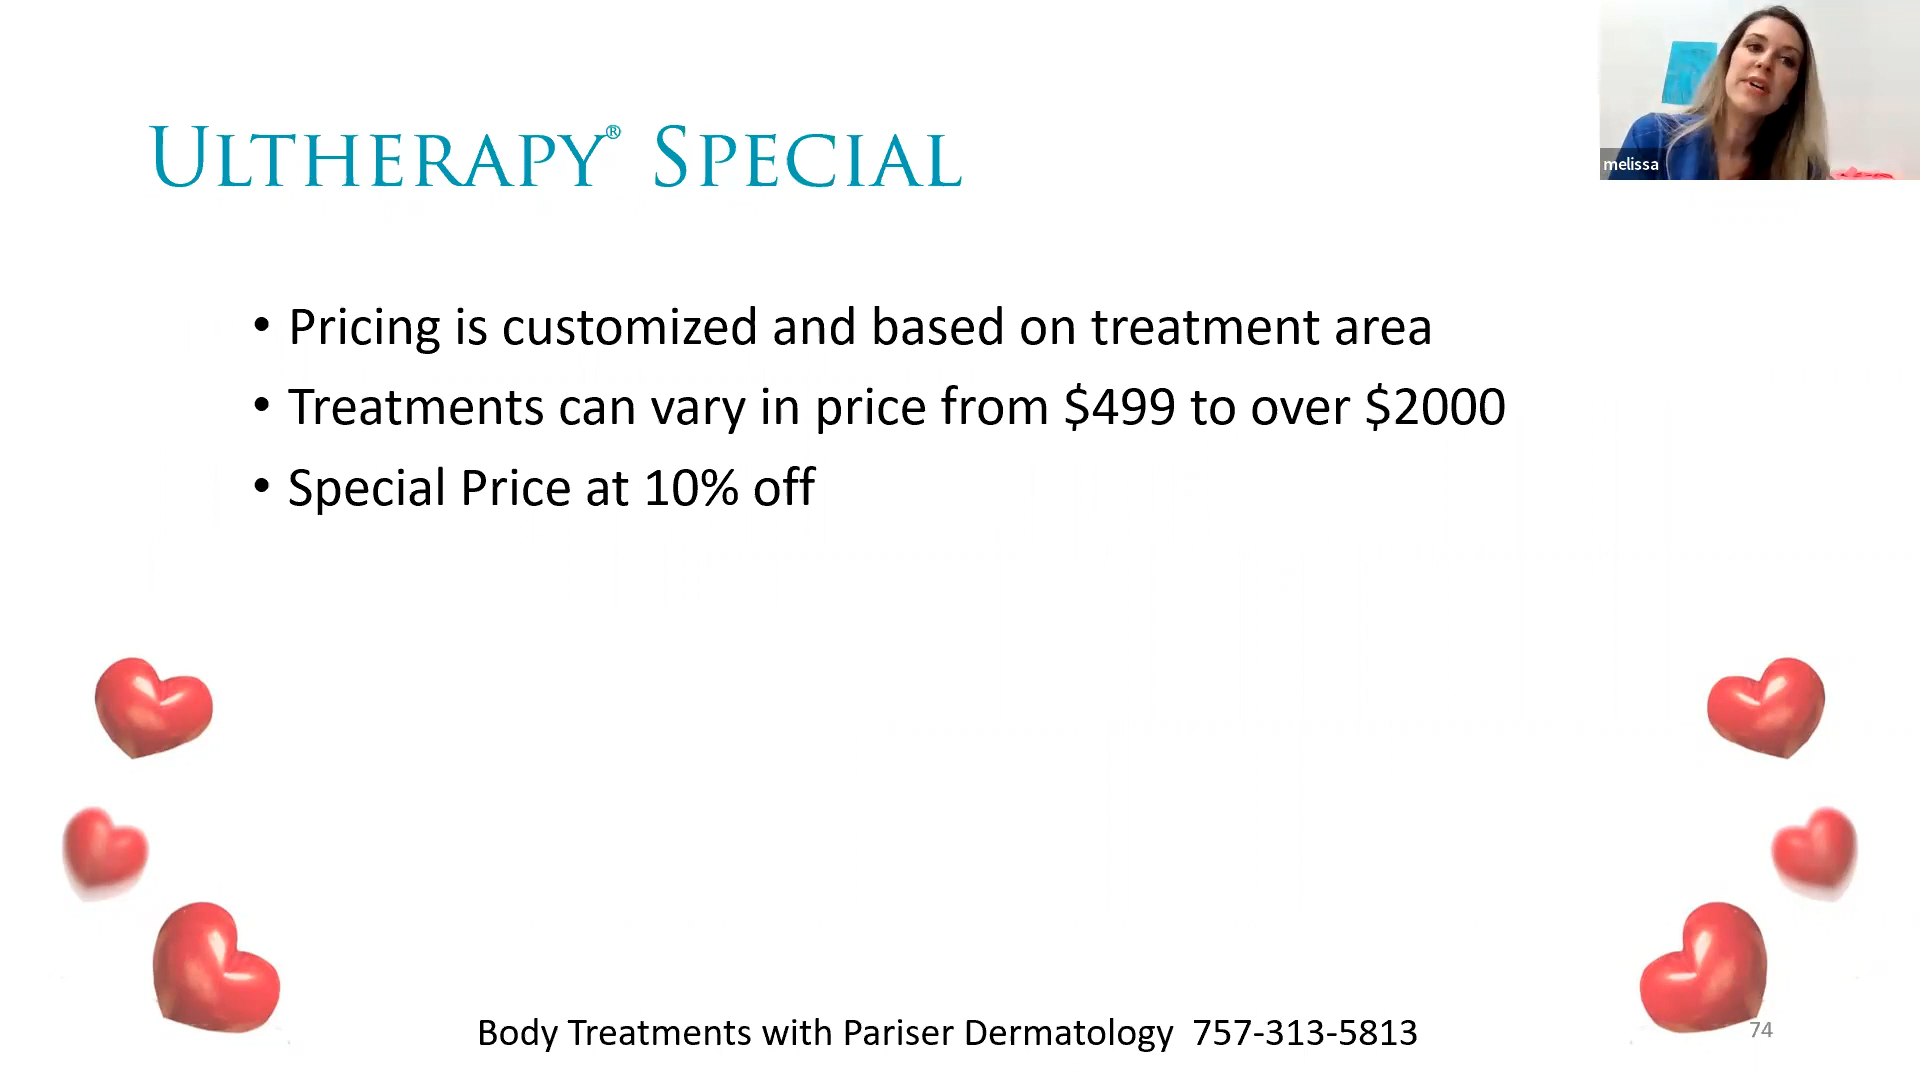 Ultherapy® Special
melissa
• Pricing is customized and based on treatment area
• Treatments can vary in price from $499 to over $2000
• Special Price at 10% off
Body Treatments with Pariser Dermatology 757-313-5813
74